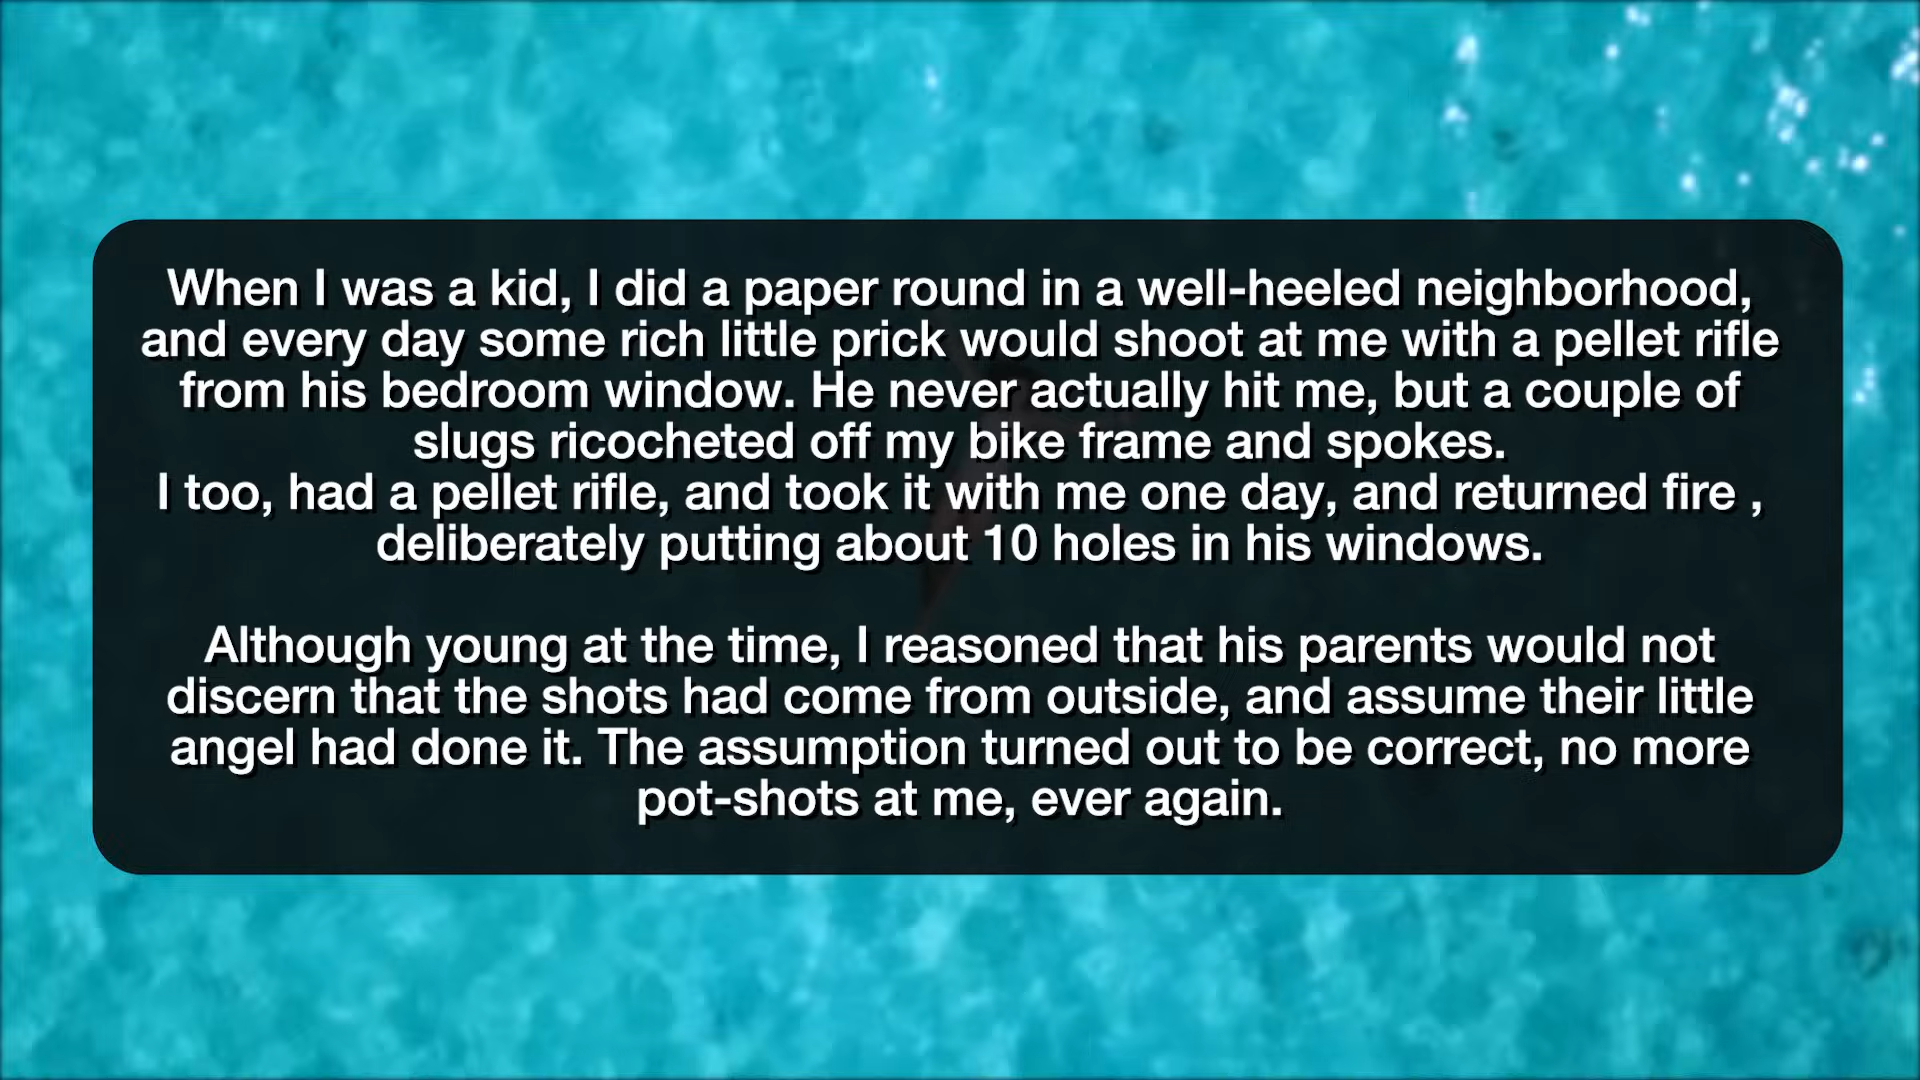 When I was a kid, I did a paper round in a well-heeled neighborhood,
and every day some rich little prick would shoot at me with a pellet rifle
from his bedroom window. He never actually hit me, but a couple of
slugs ricocheted off my bike frame and spokes.
I too, had a pellet rifle, and took it with me one day, and returned fire ,
deliberately putting about 10 holes in his windows.
Although young at the time, I reasoned that his parents would not
discern that the shots had come from outside, and assume their little
angel had done it. The assumption turned out to be correct, no more
pot-shots at me, ever again.